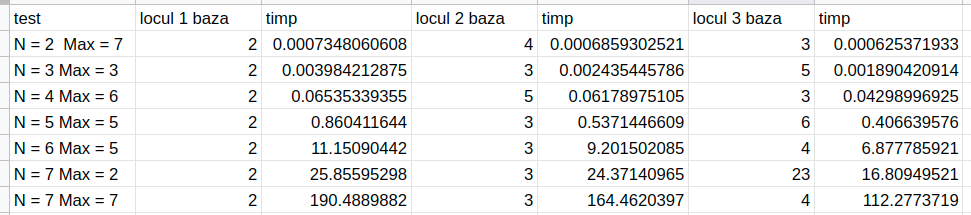 test locul 1 baza timp locul 2 baza timp locul 3 baza timp
N = 2  Max = 7 2 0.0007348060608 4 0.0006859302521 3 0.000625371933
N = 3 Max = 3 2 0.003984212875 3 0.002435445786 5 0.001890420914
N = 4 Max = 6 2 0.06535339355 5 0.06178975105 3 0.04298996925
N = 5 Max = 5 2 0.860411644 3 0.5371446609 6 0.406639576
N = 6 Max = 5 2 11.15090442 3 9.201502085 4 6.877785921
N = 7 Max = 2 2 25.85595298 3 24.37140965 23 16.80949521
N = 7 Max = 7 2 190.4889882 3 164.4620397 4 112.2773719